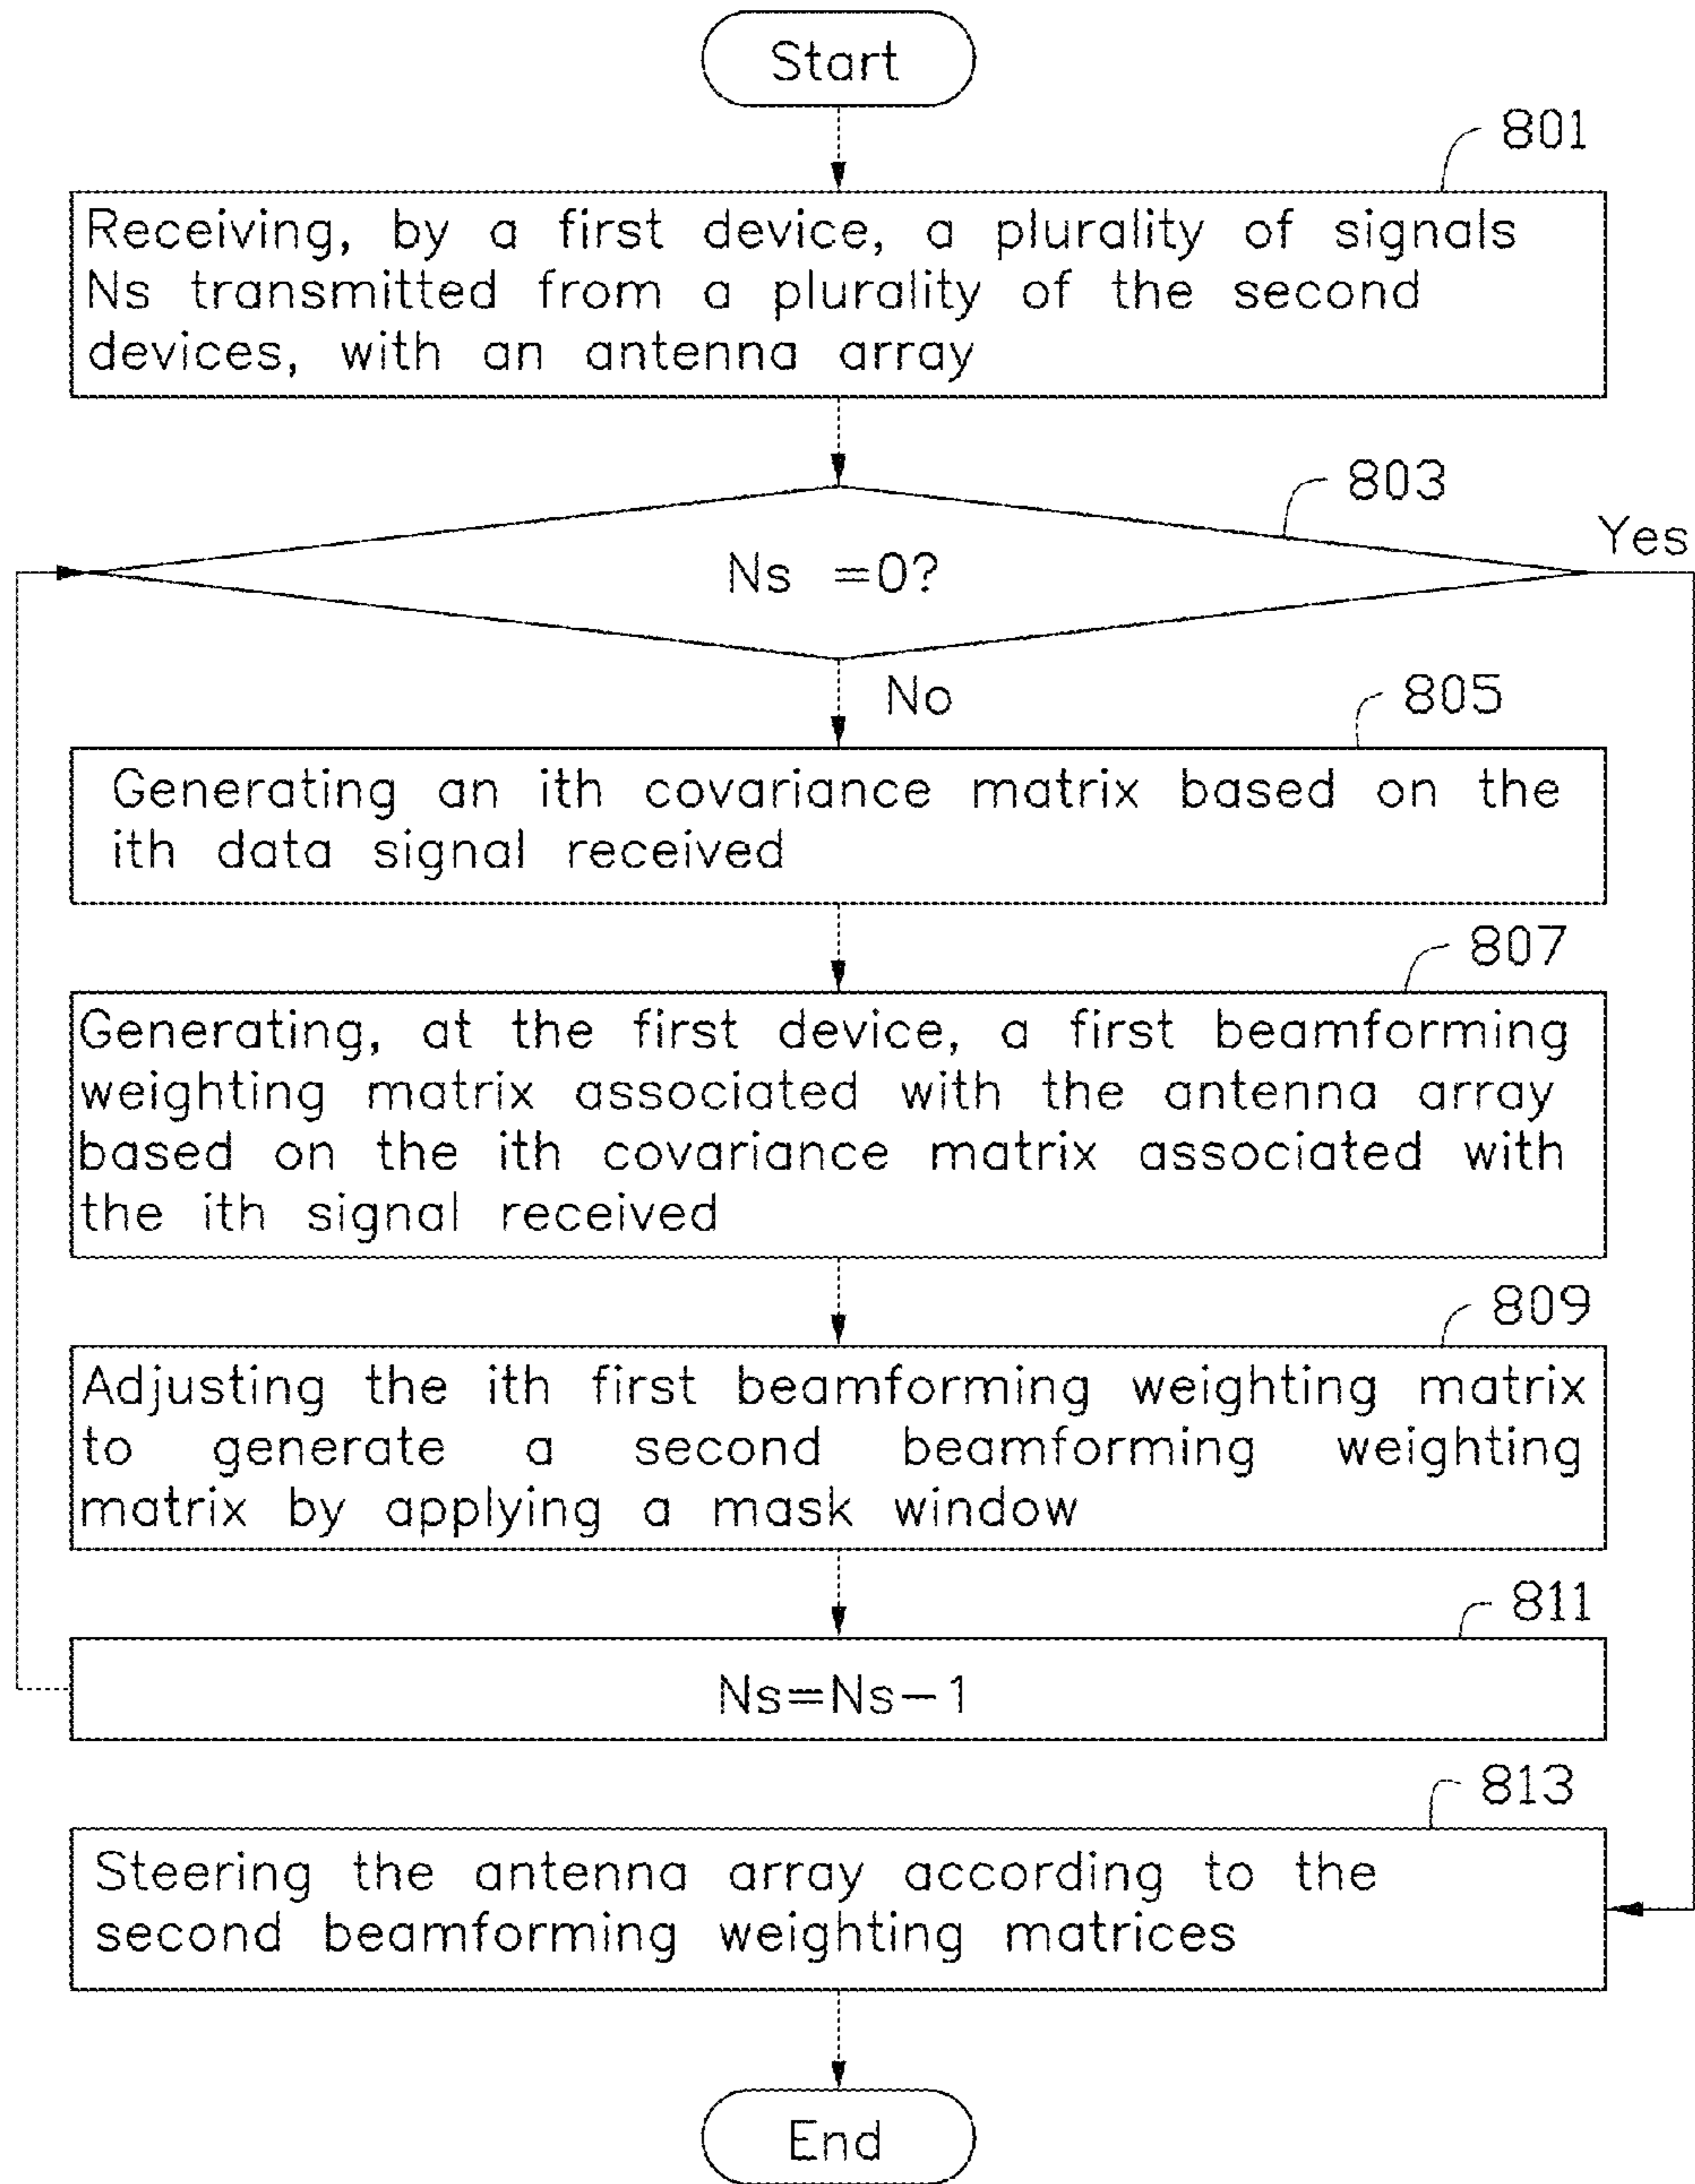 Start
801
Receiving, by a first device, a plurality of signals
Ns transmitted from a plurality of the second
devices, with an antenna array
803
Yes
Ns =0?
No
805
Generating an ith covariance matrix based on the
ith data signal received
807
Generating, at the first device, a first beamforming
weighting matrix associated with the antenna array
based on the ith covariance matrix associated with
the ith signal received
809
Adjusting the ith first beamforming weighting matrix
to generate a second beamforming weighting
matrix by applying a mask window
811
Ns=Ns-1
813
Steering the antenna array according to the
second beamforming weighting matrices
End